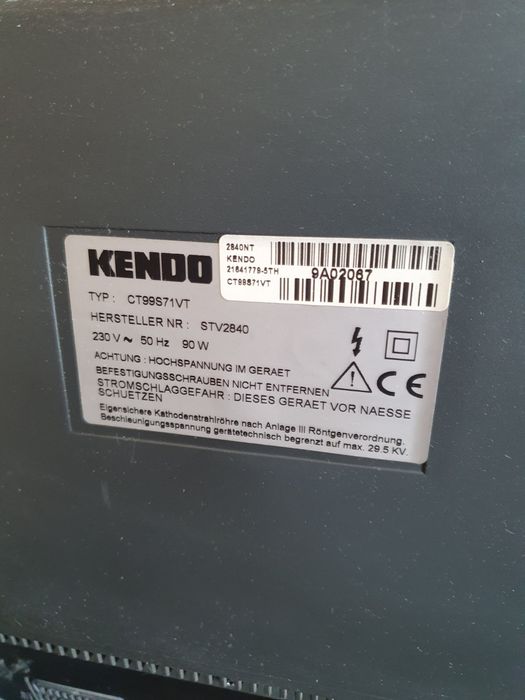 KENDO
2840NT
KENDO
21641779-5TH
9A02067
CT99S71VT
TYP : CT99S71VT
HERSTELLER NR : STV2840
230 V ~ 50 Hz 90 W
ACHTUNG : HOCHSPANNUNG IM GERAET
BEFESTIGUNGSSCHRAUBEN NICHT ENTFERNEN
STROMSCHLAGGEFAHR : DIESES GERAET VOR NAESSE
SCHUETZEN
CE
Eigensichere Kathodenstrahlröhre nach Anlage III Röntgenverordnung.
Beschleunigungsspannung gerätetechnisch begrenzt auf max. 29.5 KV.